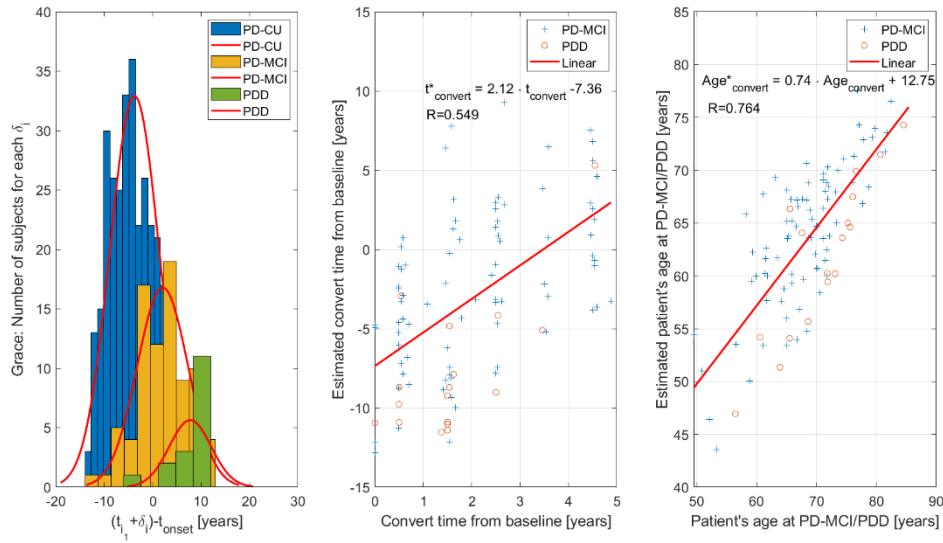 PD-CU
PD-CU
PD-MCI
PD-MCI
PDD
PDD
Grace: Number of subjects for each δi
0
5
10
15
20
25
30
35
-20 -10 0 10 20 30
(ti1 +δi)-tonset [years]
PD-MCI
PDD
Linear
t*convert = 2.12 · tconvert -7.36
R=0.549
Estimated convert time from baseline [years]
15
10
5
0
-5
-10
-15
0 1 2 3 4 5
Convert time from baseline [years]
PD-MCI
PDD
Linear
Age*convert = 0.74 · Ageconvert + 12.75
R=0.764
Estimated patient's age at PD-MCI/PDD [years]
85
80
75
70
65
60
55
50
45
40
50 60 70 80 90
Patient's age at PD-MCI/PDD [years]